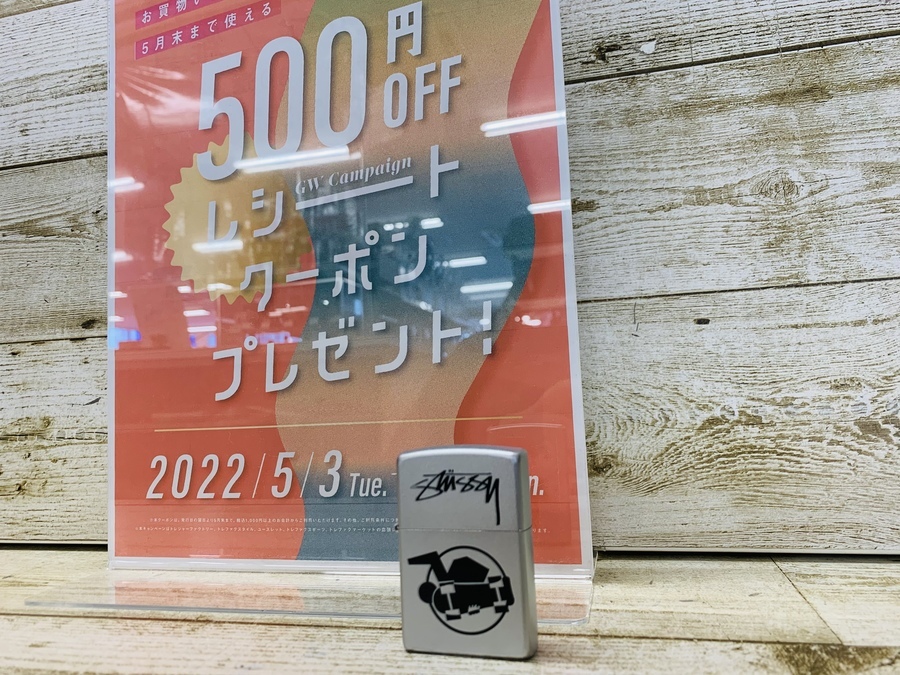 お買物
5月末まで使える
500円
OFF
GW Campaign
レシート
クーポン
プレゼント!
2022/5/3 Tue.
n.
STÜSSY